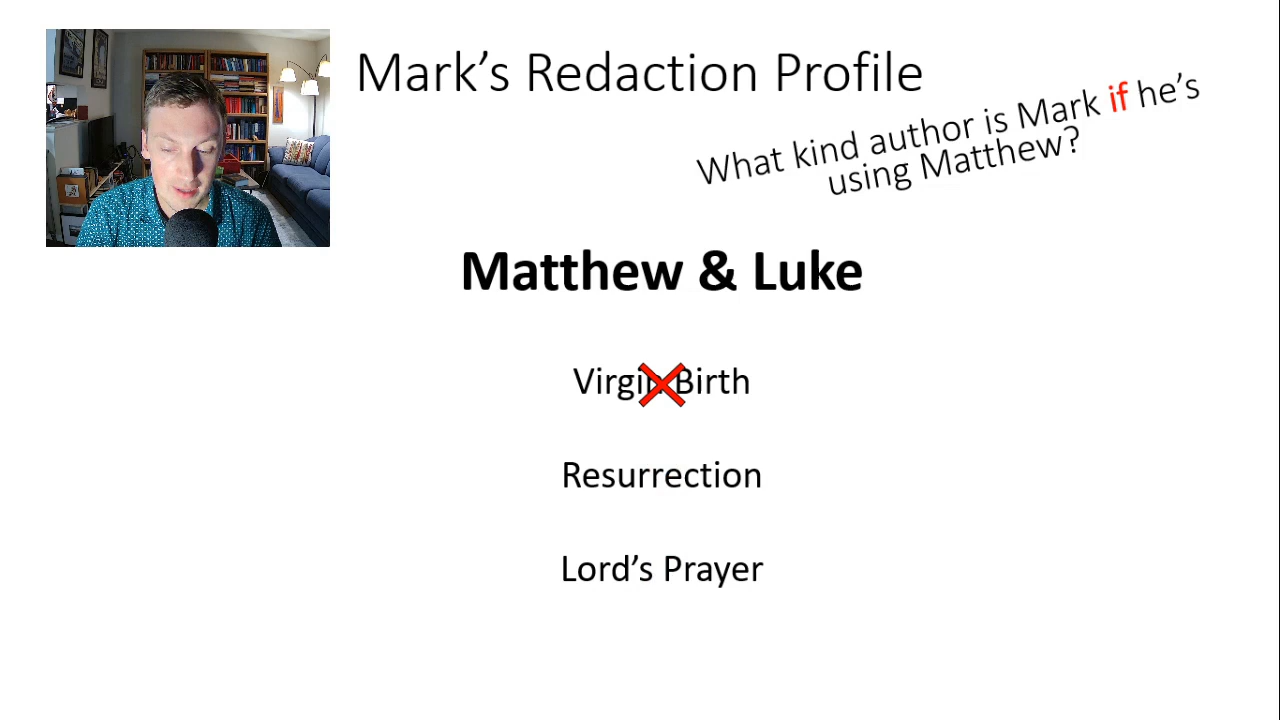 Mark's Redaction Profile
What kind author is Mark if he's
using Matthew?
Matthew & Luke
Virgin Birth
Resurrection
Lord's Prayer